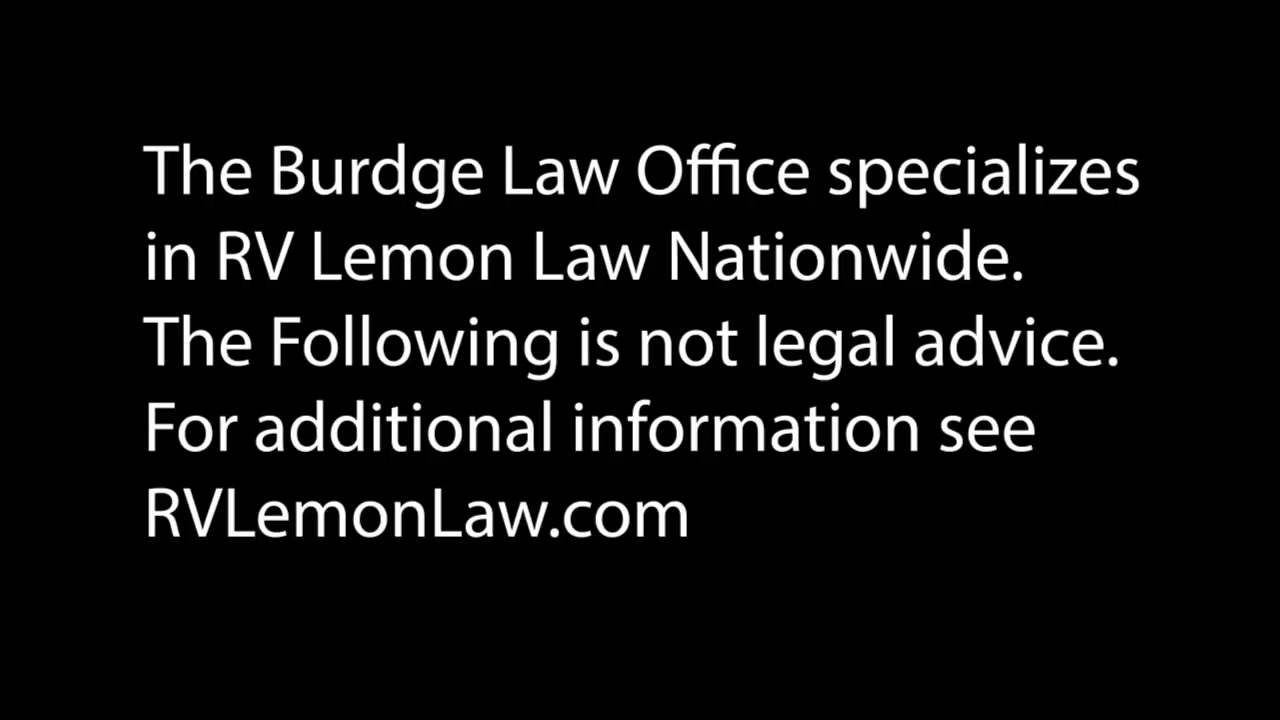 The Burdge Law Office specializes
in RV Lemon Law Nationwide.
The Following is not legal advice.
For additional information see
RVLemonLaw.com